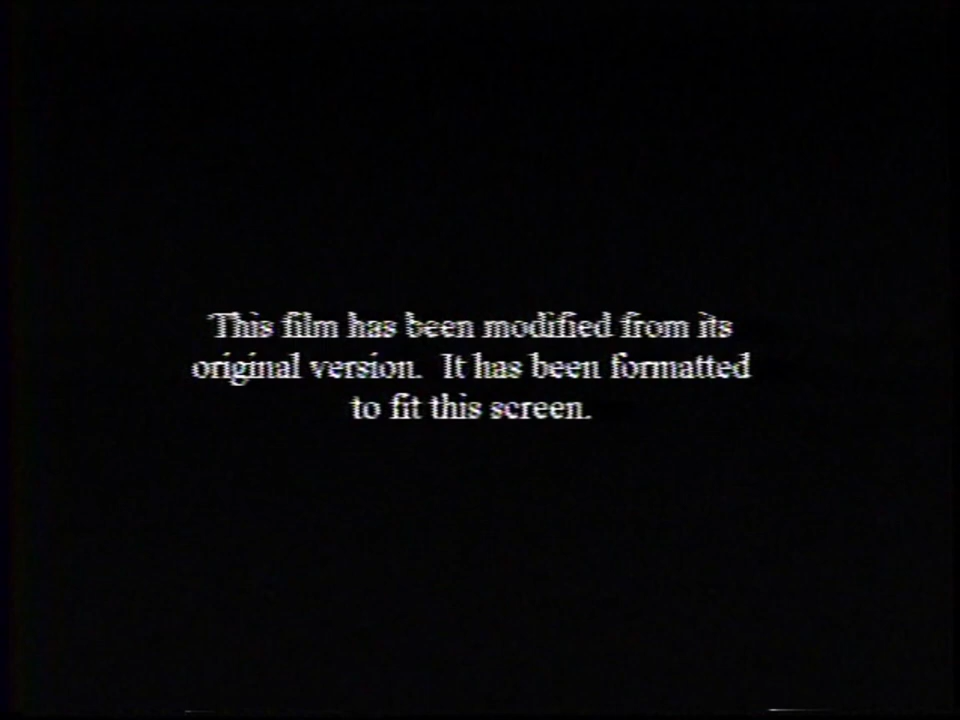 This film has been modified from its
original version.  It has been formatted
to fit this screen.